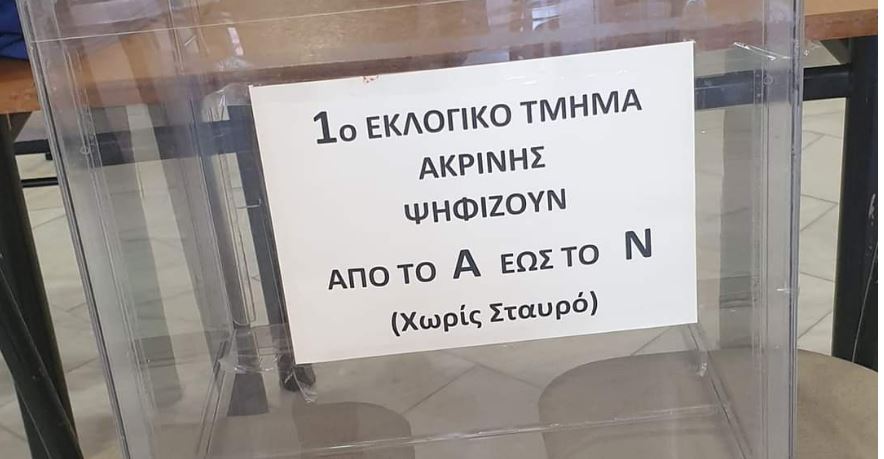 1ο ΕΚΛΟΓΙΚΟ ΤΜΗΜΑ
ΑΚΡΙΝΗΣ
ΨΗΦΙΖΟΥΝ
ΑΠΟ ΤΟ Α ΕΩΣ ΤΟ Ν
(Χωρίς Σταυρό)